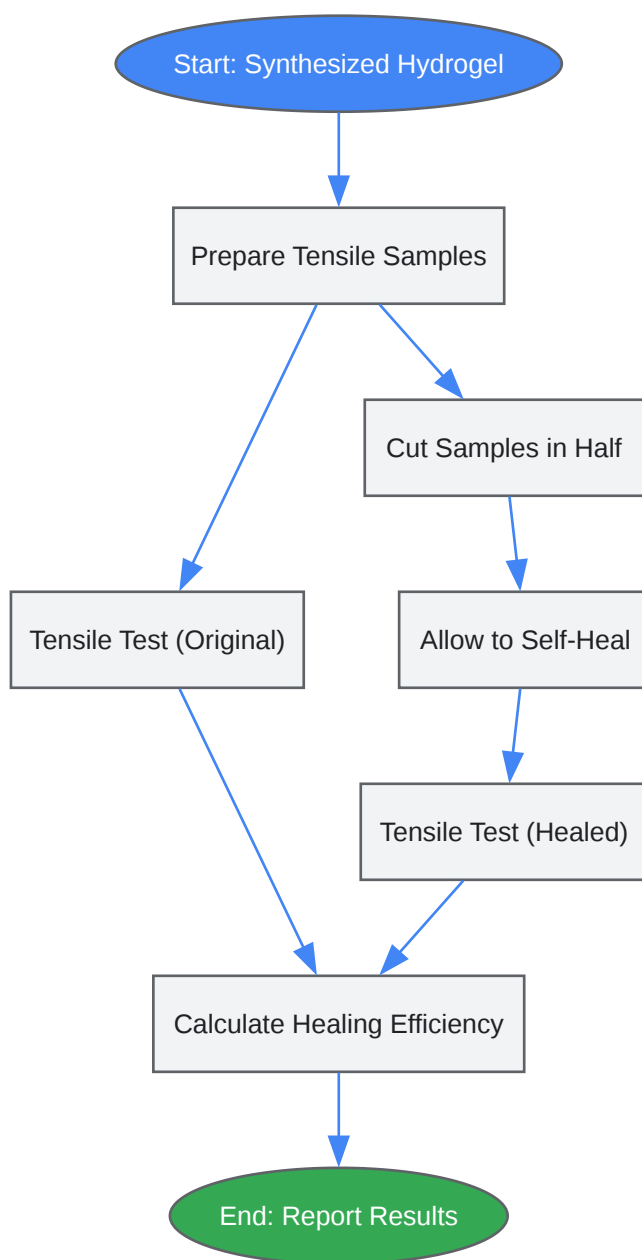 Start: Synthesized Hydrogel
Prepare Tensile Samples
Cut Samples in Half
Tensile Test (Original)
Allow to Self-Heal
Tensile Test (Healed)
Calculate Healing Efficiency
End: Report Results